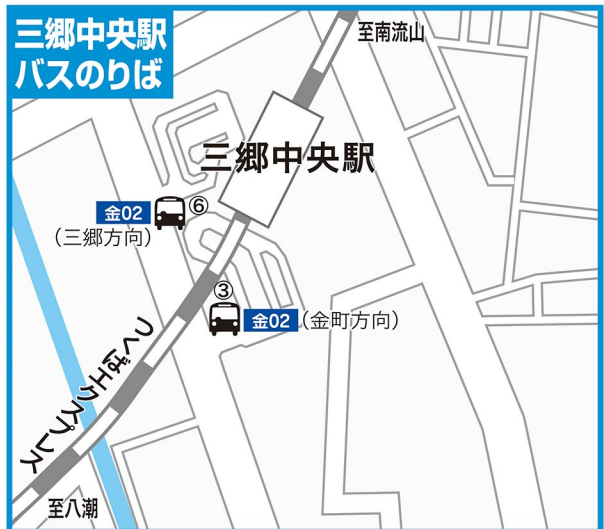 三郷中央駅
バスのりば
至南流山
三郷中央駅
金02
⑥
(三郷方向)
③
金02
(金町方向)
つくばエクスプレス
至八潮